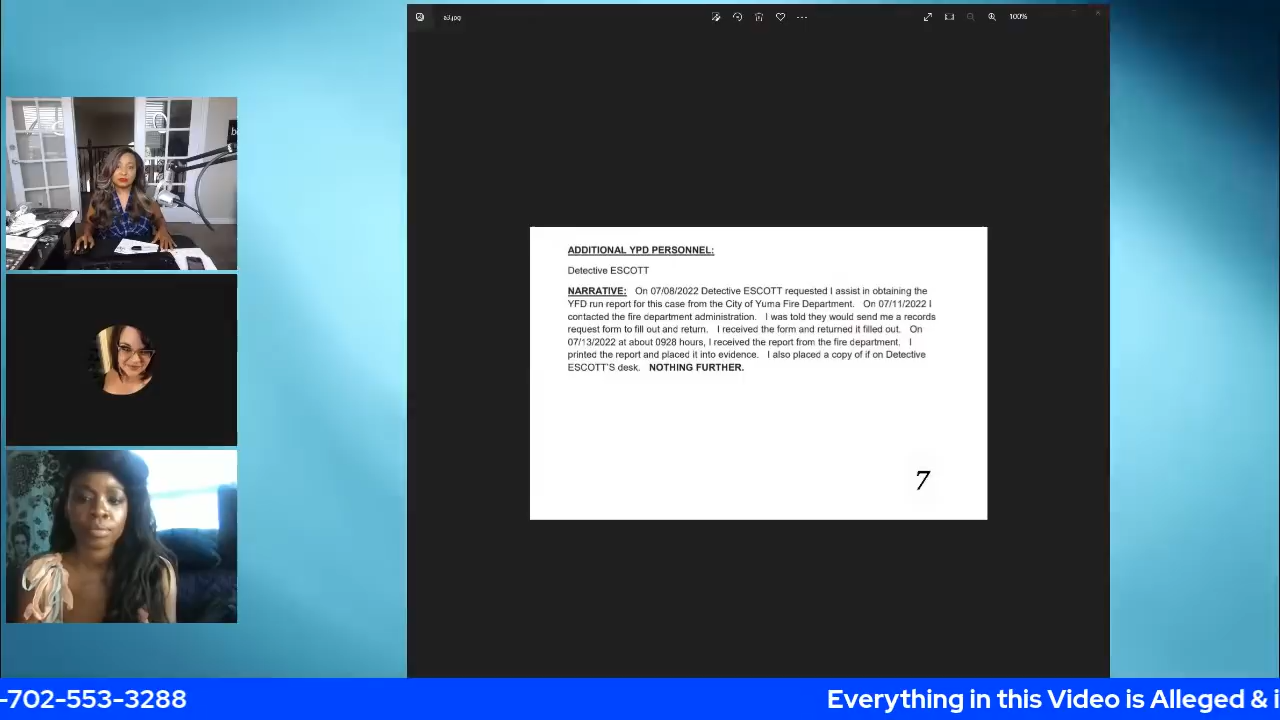 a3.jpg
100%
ADDITIONAL YPD PERSONNEL:
Detective ESCOTT
NARRATIVE: On 07/08/2022 Detective ESCOTT requested I assist in obtaining the
YFD run report for this case from the City of Yuma Fire Department. On 07/11/2022 I
contacted the fire department administration. I was told they would send me a records
request form to fill out and return. I received the form and returned it filled out. On
07/13/2022 at about 0928 hours, I received the report from the fire department. I
printed the report and placed it into evidence. I also placed a copy of if on Detective
ESCOTT'S desk. NOTHING FURTHER.
7
-702-553-3288
Everything in this Video is Alleged & i